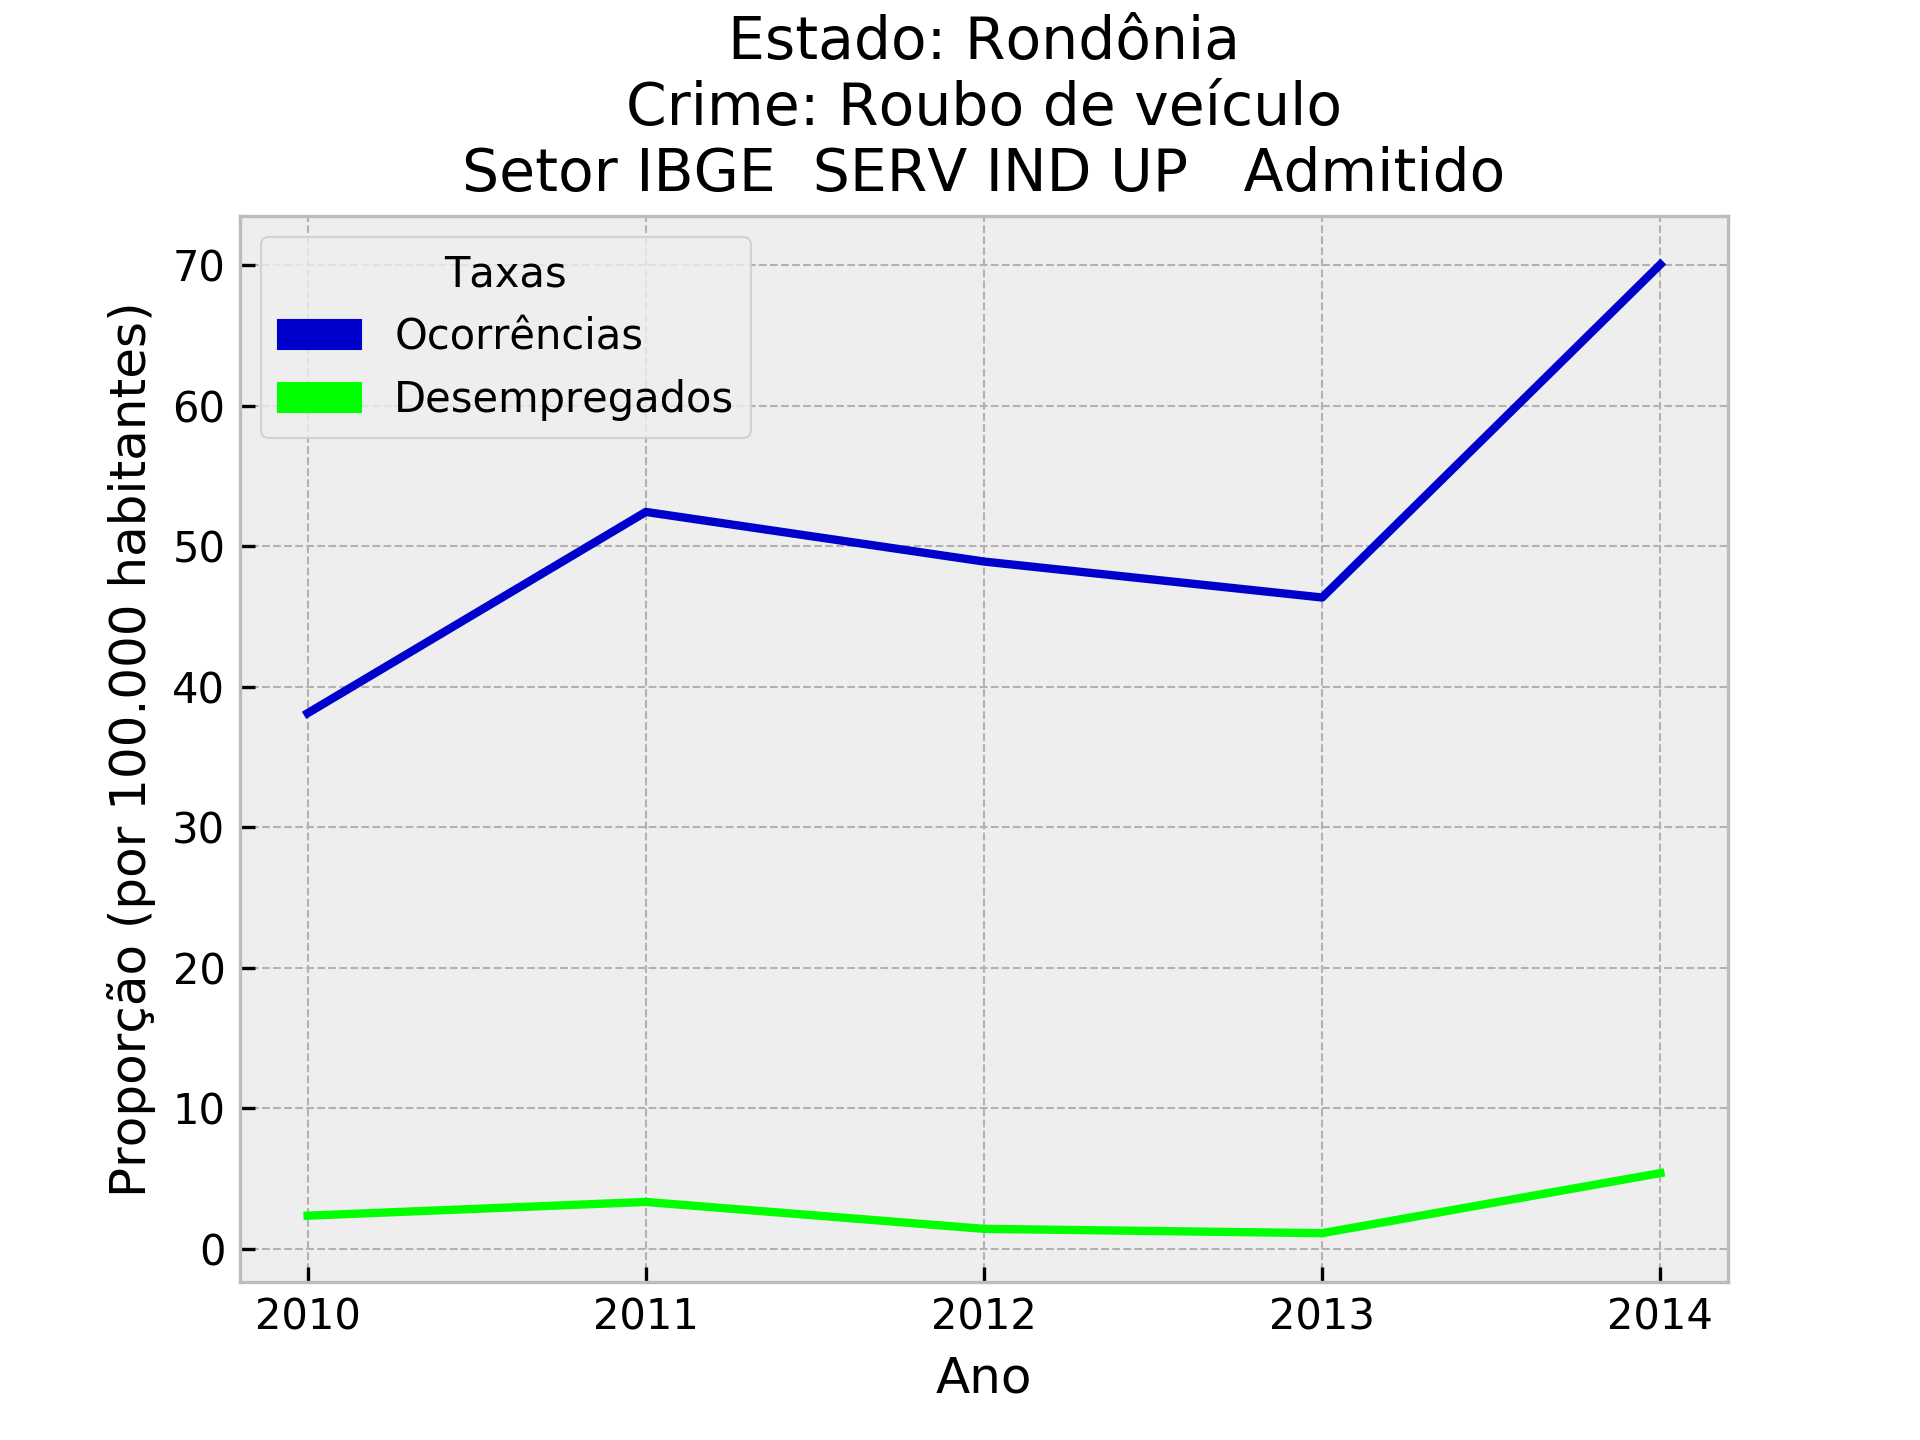 Estado: Rondônia
Crime: Roubo de veículo
Setor IBGE  SERV IND UP   Admitido
Taxas
Ocorrências
Desempregados
Proporção (por 100.000 habitantes)
70
60
50
40
30
20
10
0
2010 2011 2012 2013 2014
Ano